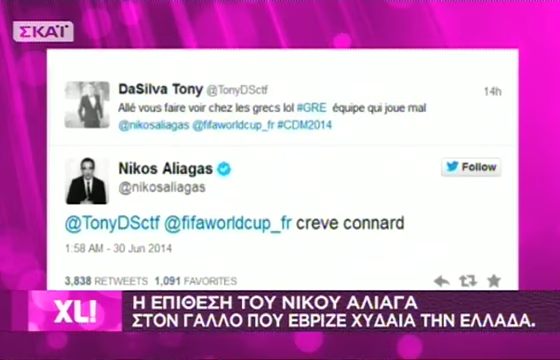 ΣΚΑΪ
DaSilva Tony @TonyDSctf 14h
Allé vous faire voir chez les grecs lol #GRE équipe qui joue mal
@nikosaliagas @fifaworldcup_fr #CDM2014
Nikos Aliagas
@nikosaliagas
Follow
@TonyDSctf @fifaworldcup_fr creve connard
1:58 AM - 30 Jun 2014
3,838 RETWEETS 1,091 FAVORITES
XL!
Η ΕΠΙΘΕΣΗ ΤΟΥ ΝΙΚΟΥ ΑΛΙΑΓΑ
ΣΤΟΝ ΓΑΛΛΟ ΠΟΥ ΕΒΡΙΖΕ ΧΥΔΑΙΑ ΤΗΝ ΕΛΛΑΔΑ.